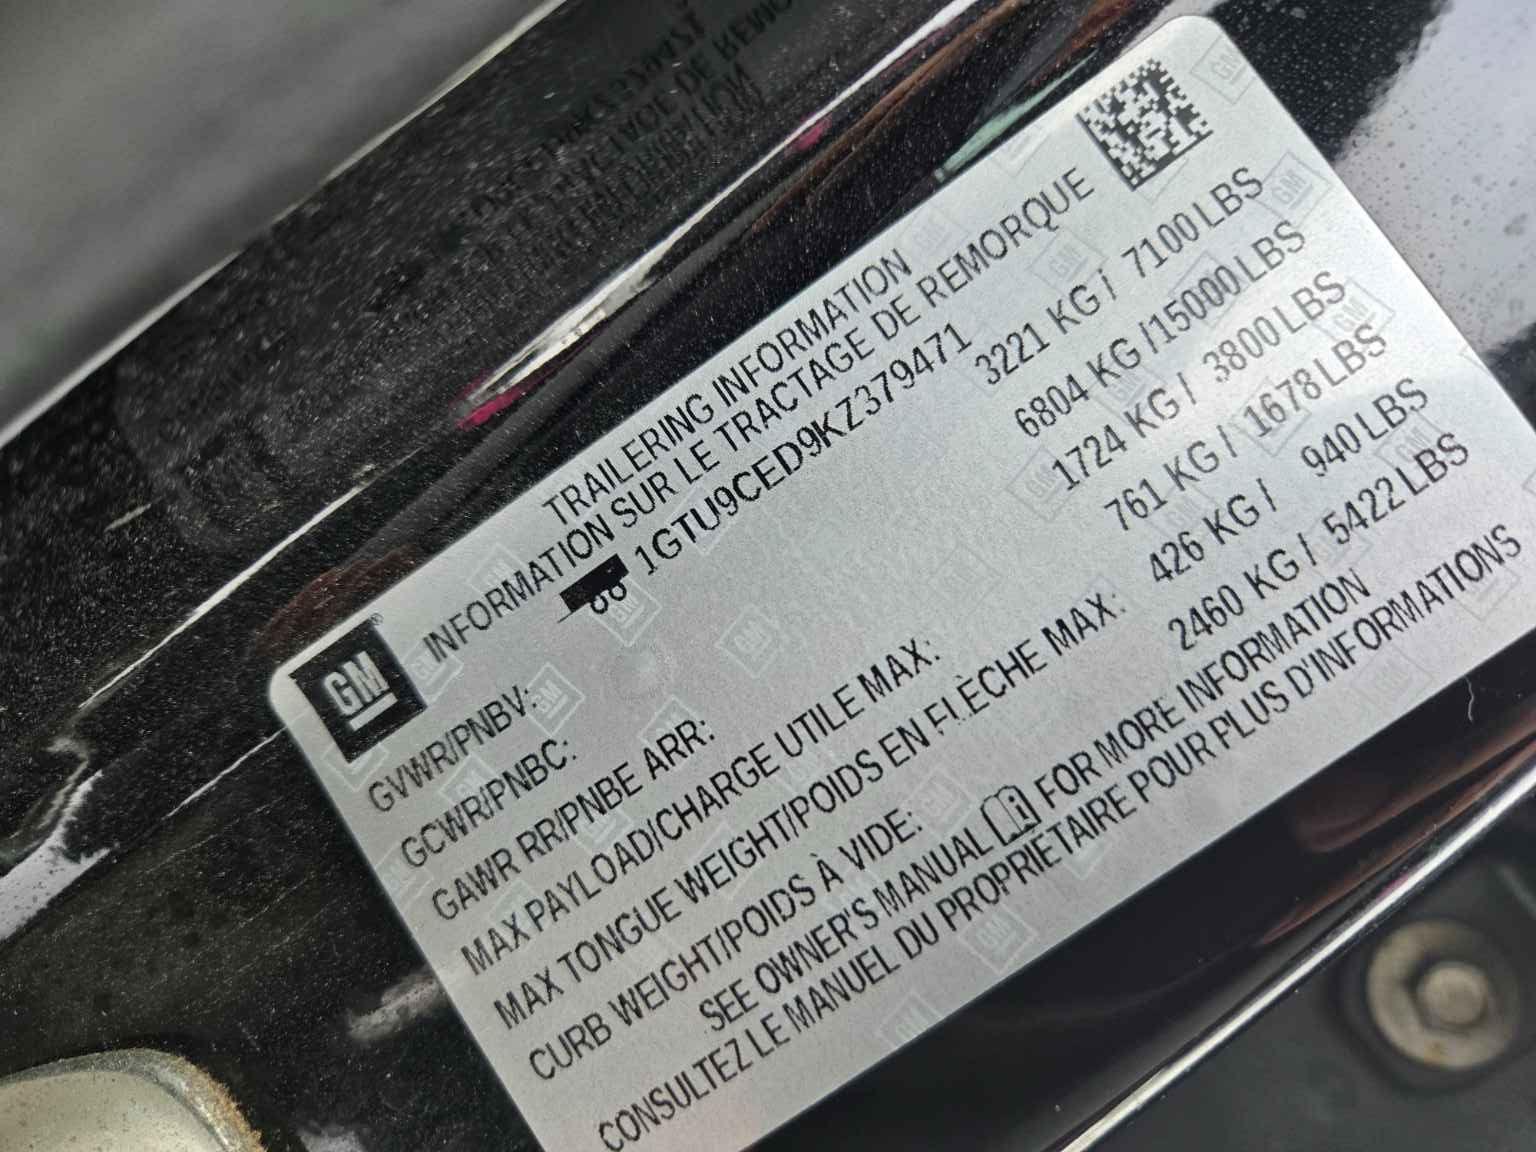 TRAILERING INFORMATION
INFORMATION SUR LE TRACTAGE DE REMORQUE
1GTU9CED9KZ379471
GM
GVWR/PNBV: 3221 KG / 7100 LBS
GCWR/PNBC: 6804 KG /15000 LBS
GAWR RR/PNBE ARR: 1724 KG / 3800 LBS
MAX PAYLOAD/CHARGE UTILE MAX: 761 KG / 1678 LBS
MAX TONGUE WEIGHT/POIDS EN FLÈCHE MAX: 426 KG / 940 LBS
CURB WEIGHT/POIDS À VIDE: 2460 KG / 5422 LBS
SEE OWNER'S MANUAL FOR MORE INFORMATION
CONSULTEZ LE MANUEL DU PROPRIÉTAIRE POUR PLUS D'INFORMATIONS